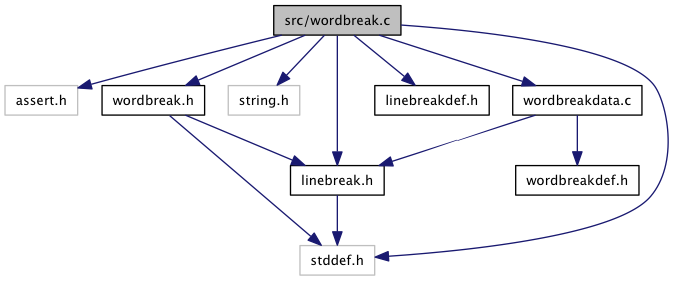 src/wordbreak.c
assert.h
wordbreak.h
string.h
linebreakdef.h
wordbreakdata.c
linebreak.h
wordbreakdef.h
stddef.h